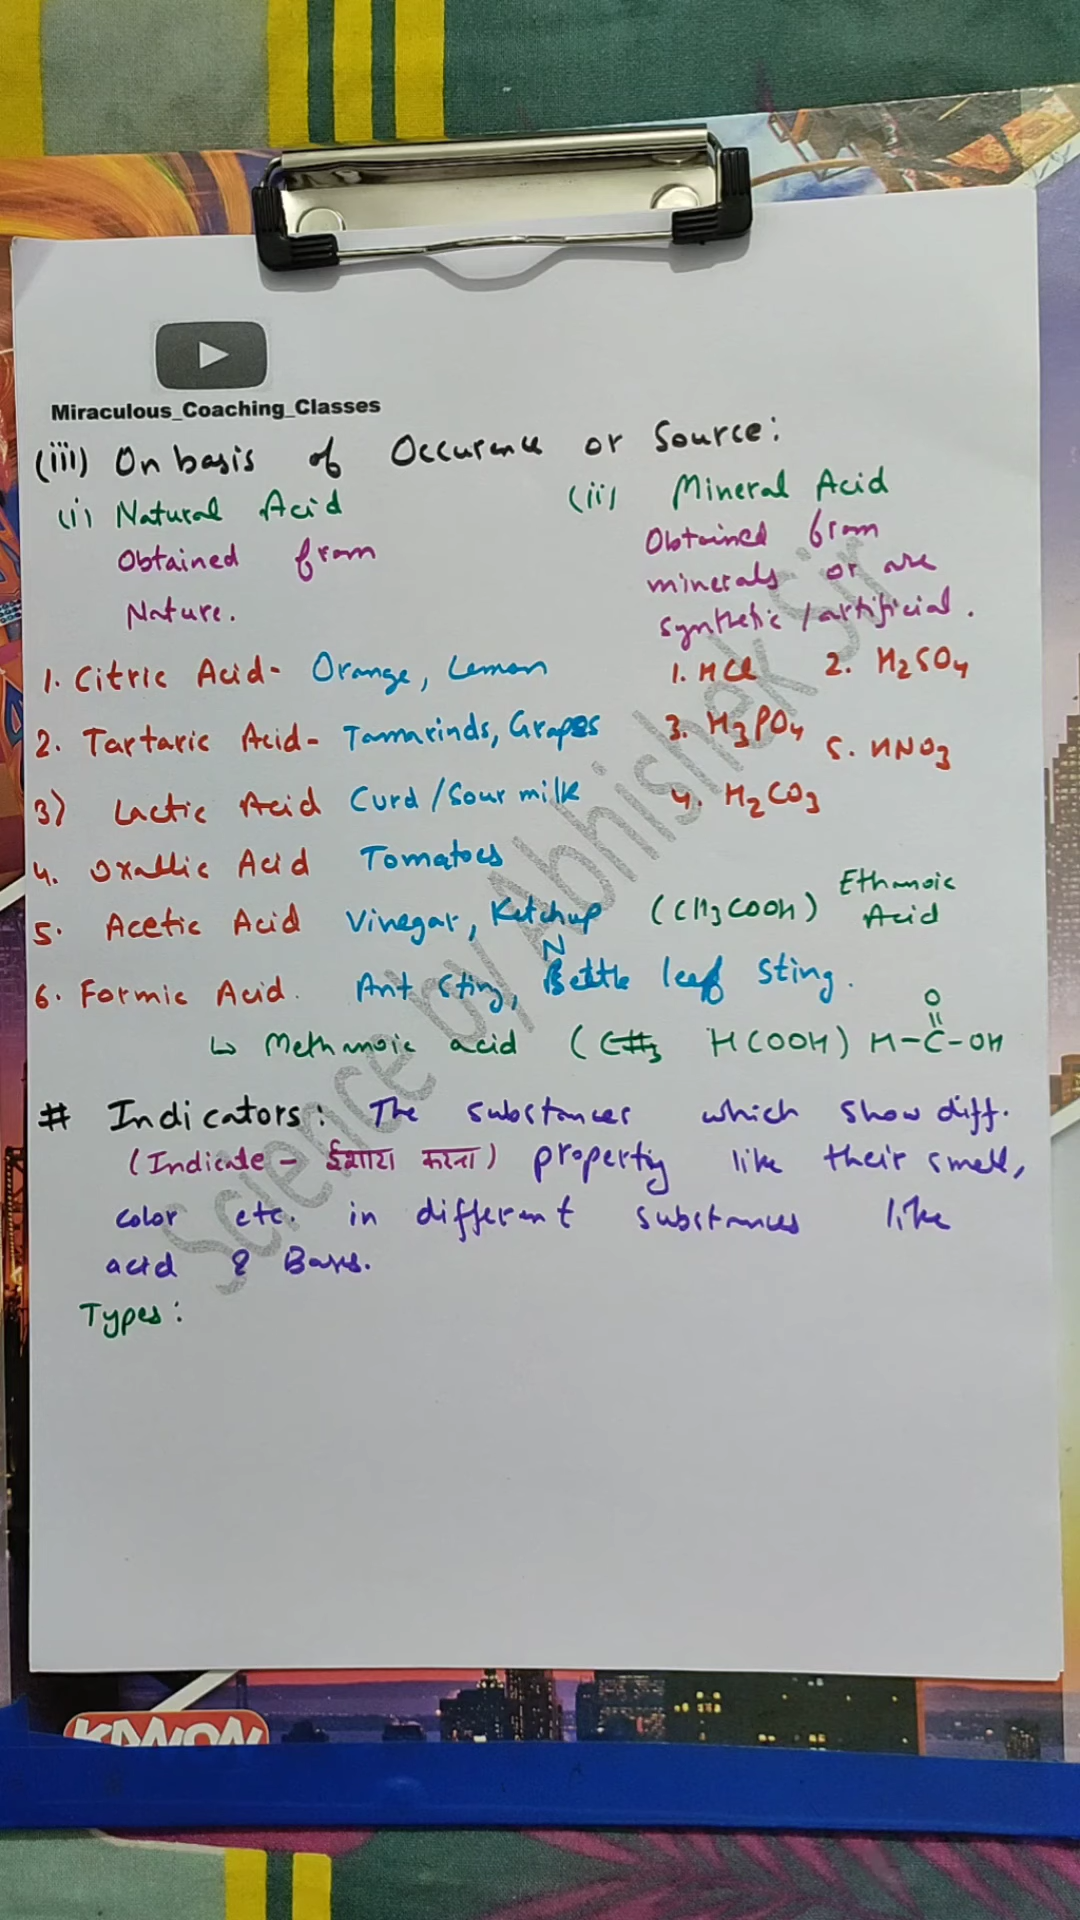 Miraculous_Coaching_Classes
(iii) On basis of Occurence or Source:
(i) Natural Acid
Obtained from
Nature.
(ii) Mineral Acid
Obtained from
minerals or are
synthetic / artificial.
1. Citric Acid - Orange, Lemon
2. Tartaric Acid - Tamarinds, Grapes
3) Lactic Acid Curd / Sour milk
4. Oxallic Acid Tomatoes
5. Acetic Acid Vinegar, Ketchup (CH3COOH) Ethanoic Acid
6. Formic Acid. Ant Sting, Nettle leaf Sting.
↳ Methanoic acid (CH3 HCOOH) H-C-OH
O
1. HCl 2. H2SO4
3. H3PO4 5. HNO3
4. H2CO3
# Indicators: The substances which show diff.
(Indicate - ईशारा करना) property like their smell,
color etc. in different substances like
acid & Bases.
Types:
Science by Abhishek Sir
KIWON